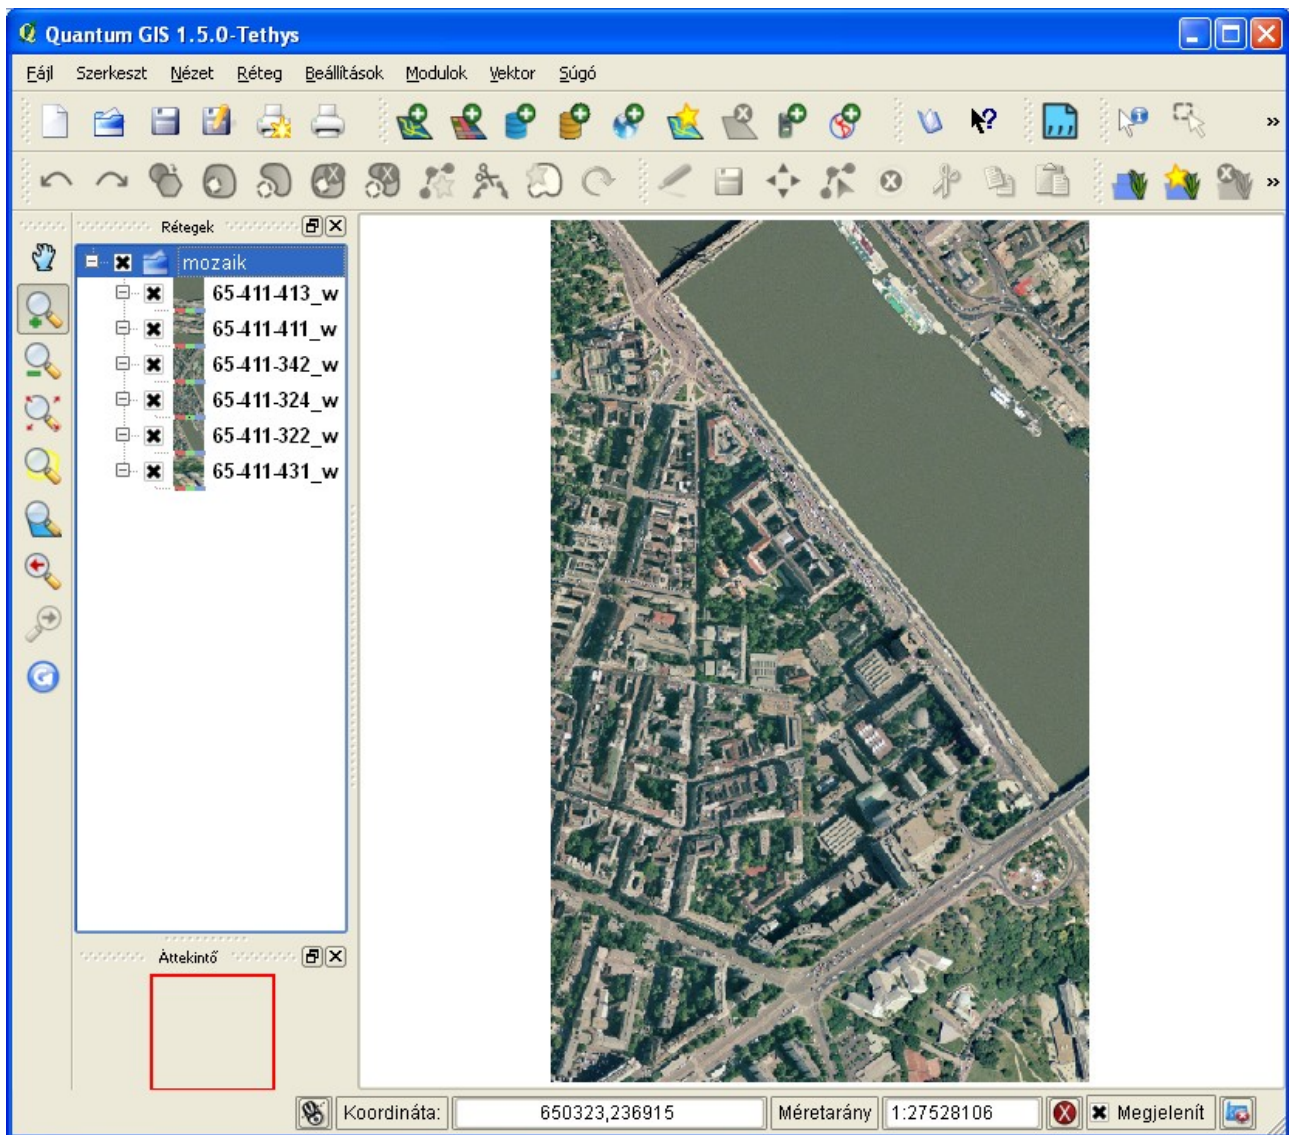 Quantum GIS 1.5.0-Tethys
Fájl Szerkeszt Nézet Réteg Beállítások Modulok Vektor Súgó
Rétegek
mozaik
65-411-413_w
65-411-411_w
65-411-342_w
65-411-324_w
65-411-322_w
65-411-431_w
Áttekintő
Koordináta: 650323,236915 Méretarány 1:27528106 Megjelenít